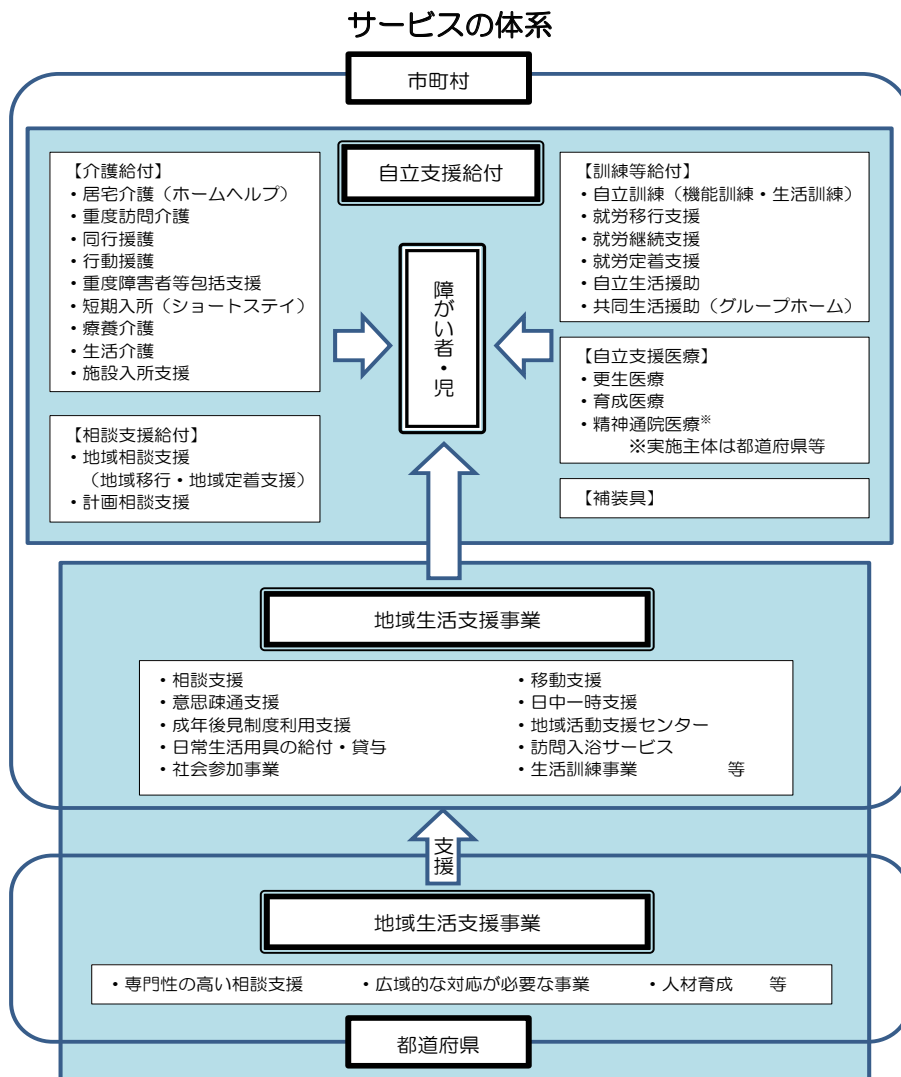 サービスの体系
市町村
自立支援給付
【介護給付】
・居宅介護（ホームヘルプ）
・重度訪問介護
・同行援護
・行動援護
・重度障害者等包括支援
・短期入所（ショートステイ）
・療養介護
・生活介護
・施設入所支援
【相談支援給付】
・地域相談支援
（地域移行・地域定着支援）
・計画相談支援
障がい者・児
【訓練等給付】
・自立訓練（機能訓練・生活訓練）
・就労移行支援
・就労継続支援
・就労定着支援
・自立生活援助
・共同生活援助（グループホーム）
【自立支援医療】
・更生医療
・育成医療
・精神通院医療※
※実施主体は都道府県等
【補装具】
地域生活支援事業
・相談支援
・意思疎通支援
・成年後見制度利用支援
・日常生活用具の給付・貸与
・社会参加事業
・移動支援
・日中一時支援
・地域活動支援センター
・訪問入浴サービス
・生活訓練事業 等
支援
地域生活支援事業
・専門性の高い相談支援 ・広域的な対応が必要な事業 ・人材育成 等
都道府県